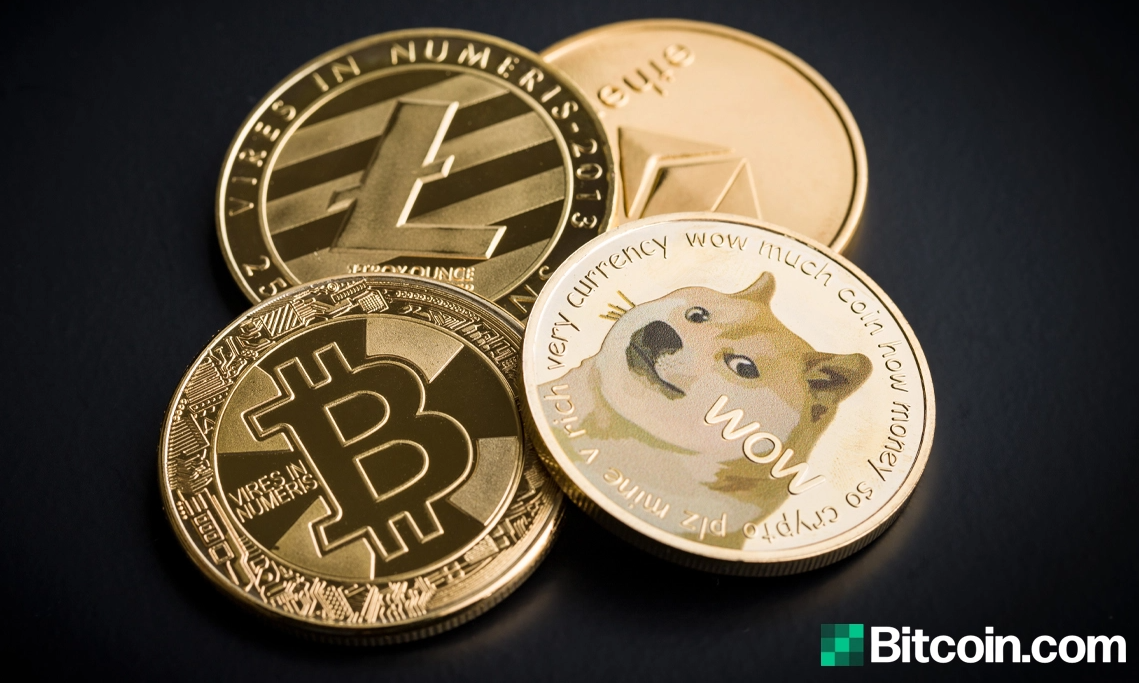 VIRES IN NUMERIS
2013
very currency wow much coin how money so crypto plz mine v rich
wow
VIRES IN
NUMERIS
Bitcoin.com